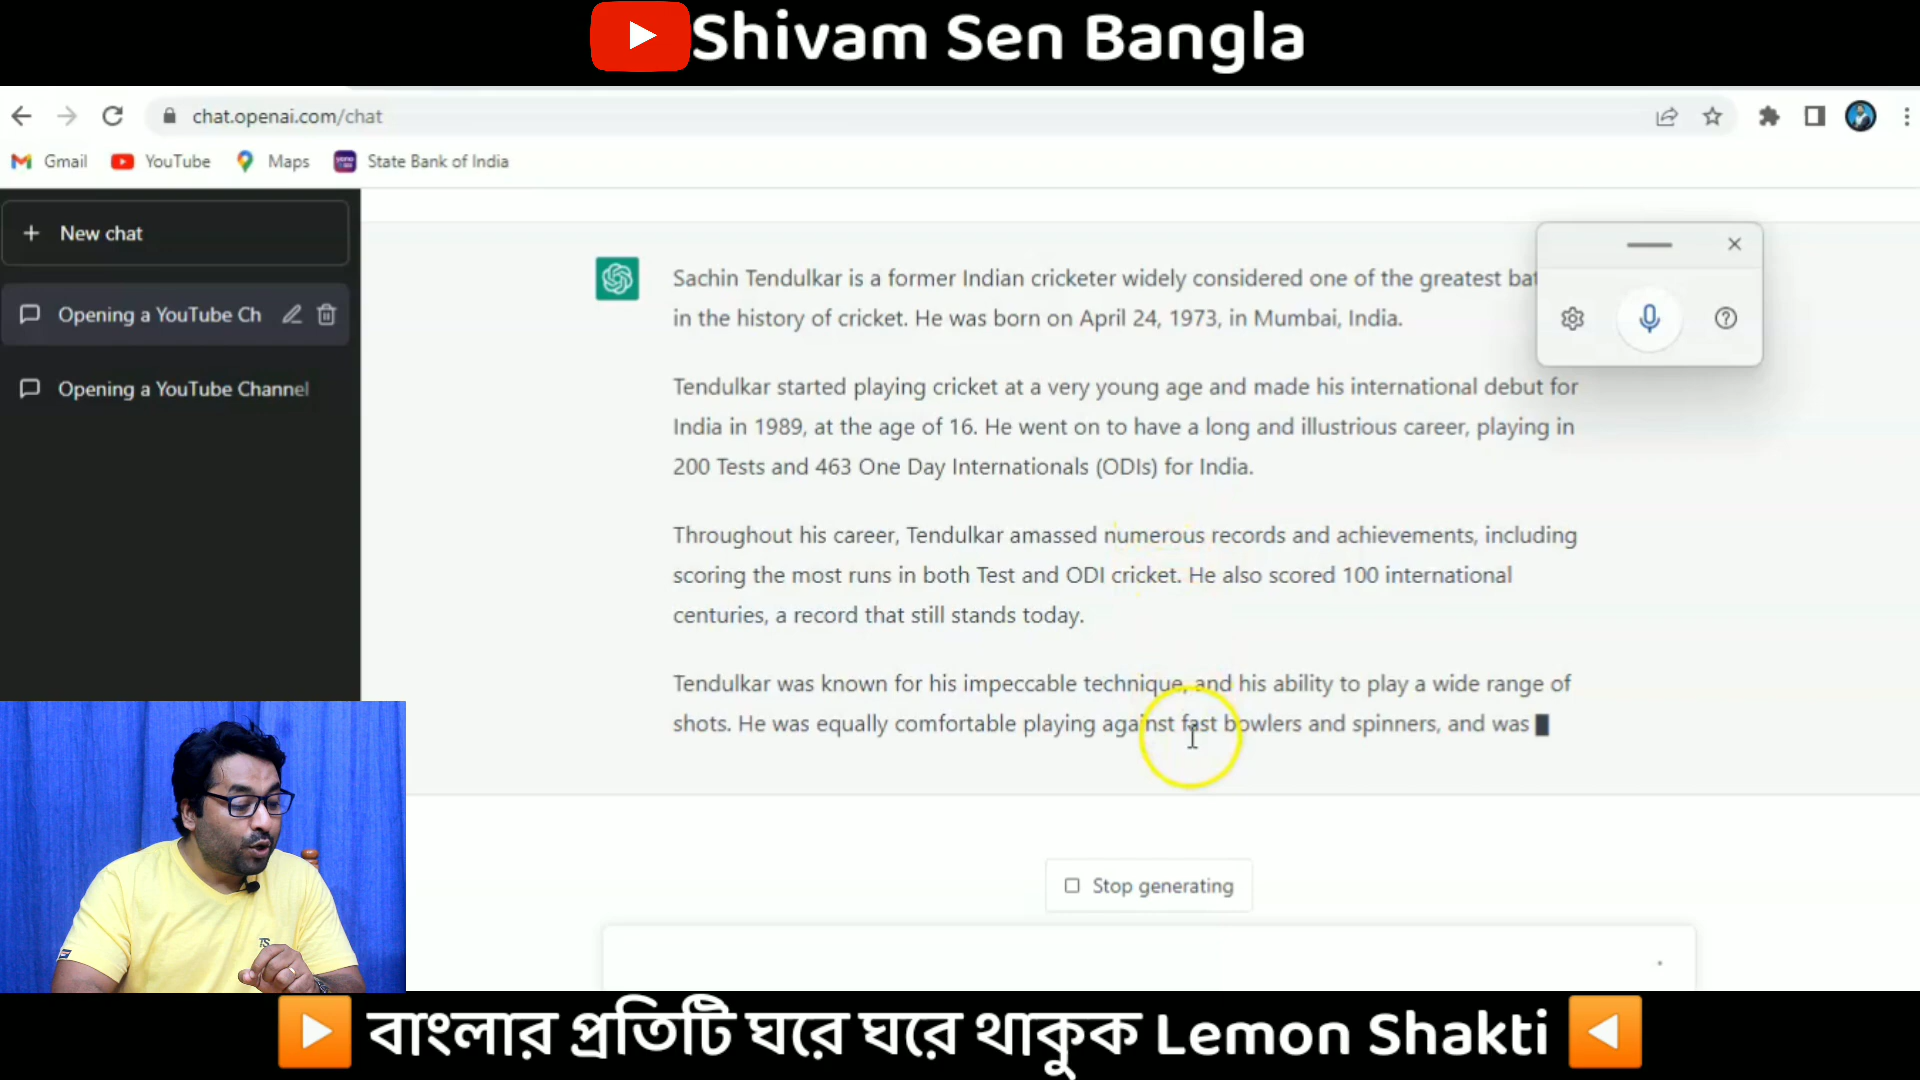 Shivam Sen Bangla
chat.openai.com/chat
Gmail YouTube Maps yono State Bank of India
+ New chat
Opening a YouTube Ch
Opening a YouTube Channel
Sachin Tendulkar is a former Indian cricketer widely considered one of the greatest bat
in the history of cricket. He was born on April 24, 1973, in Mumbai, India.
Tendulkar started playing cricket at a very young age and made his international debut for
India in 1989, at the age of 16. He went on to have a long and illustrious career, playing in
200 Tests and 463 One Day Internationals (ODIs) for India.
Throughout his career, Tendulkar amassed numerous records and achievements, including
scoring the most runs in both Test and ODI cricket. He also scored 100 international
centuries, a record that still stands today.
Tendulkar was known for his impeccable technique, and his ability to play a wide range of
shots. He was equally comfortable playing against fast bowlers and spinners, and was
Stop generating
বাংলার প্রতিটি ঘরে ঘরে থাকুক Lemon Shakti